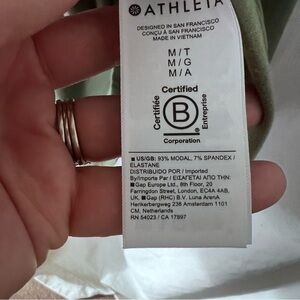 ATHLETA
DESIGNED IN SAN FRANCISCO
CONÇU À SAN FRANCISCO
MADE IN VIETNAM
M/T
M/G
M/A
Certified
Certifiée
B
Entreprise
Corporation
US/GB: 93% MODAL, 7% SPANDEX /
ELASTANE
DISTRIBUIDO POR / Imported
By/Importé Par / ΕΙΣΑΓΕΤΑΙ ΑΠΟ ΤΗΝ
Gap Europe Ltd., 8th Floor, 20
Farringdon Street, London, EC4A 4AB,
UK. Gap (RHC) B.V. Luna ArenA
Herikerbergweg 238 Amsterdam 1101
CM, Netherlands
RN 54023 / CA 17897